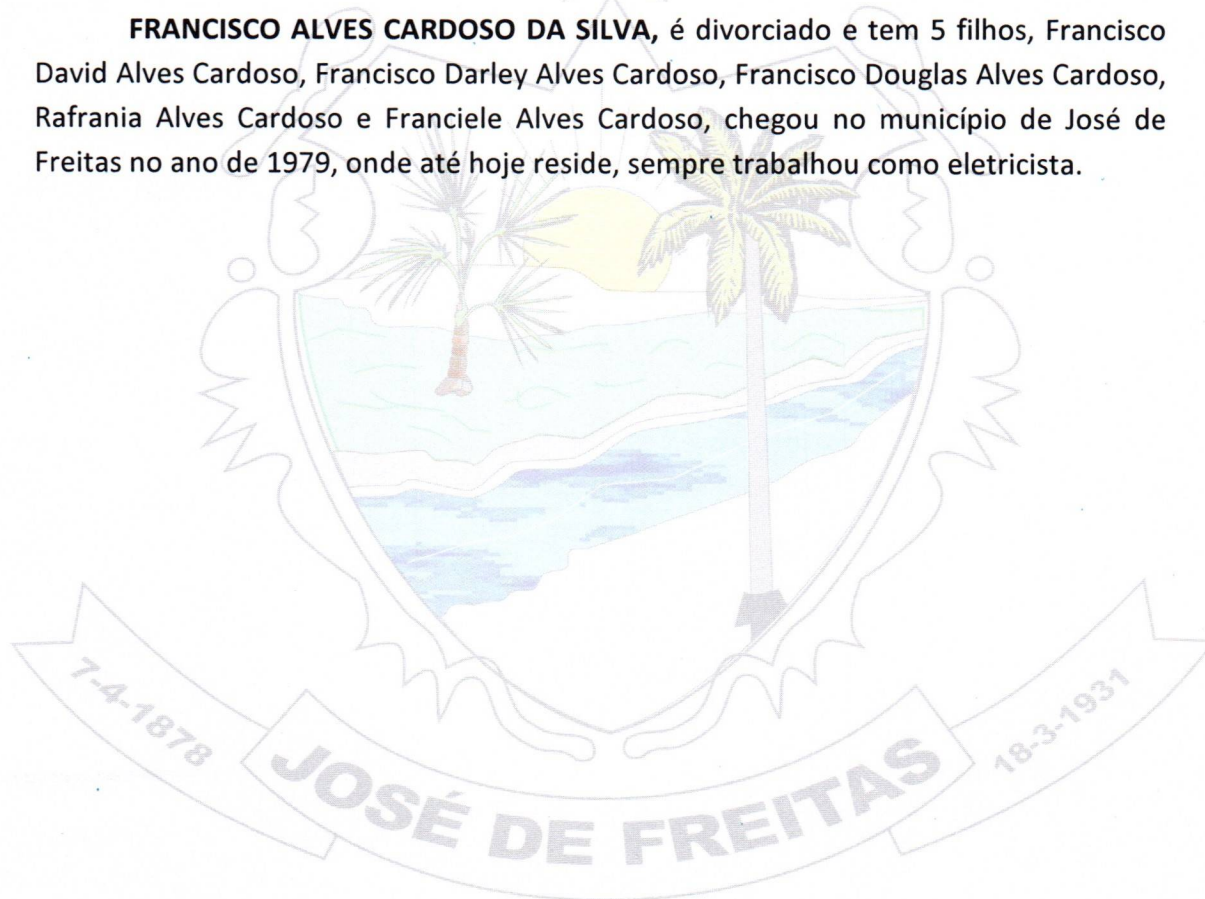 FRANCISCO ALVES CARDOSO DA SILVA, é divorciado e tem 5 filhos, Francisco
David Alves Cardoso, Francisco Darley Alves Cardoso, Francisco Douglas Alves Cardoso,
Rafrania Alves Cardoso e Franciele Alves Cardoso, chegou no município de José de
Freitas no ano de 1979, onde até hoje reside, sempre trabalhou como eletricista.
7-4-1878
JOSÉ DE FREITAS
18-3-1931